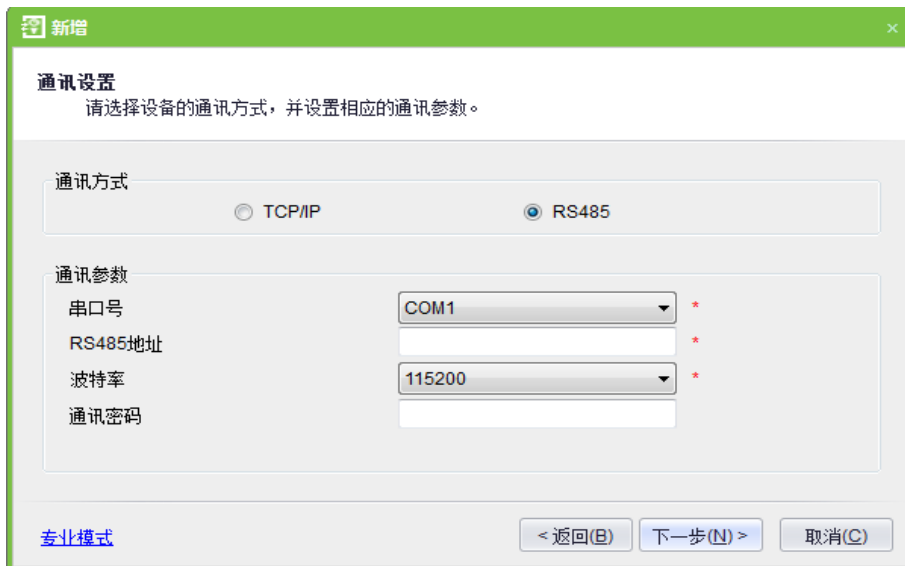 新增
通讯设置
请选择设备的通讯方式，并设置相应的通讯参数。
通讯方式
TCP/IP RS485
通讯参数
串口号 COM1 *
RS485地址 *
波特率 115200 *
通讯密码
专业模式 <返回(B) 下一步(N)> 取消(C)